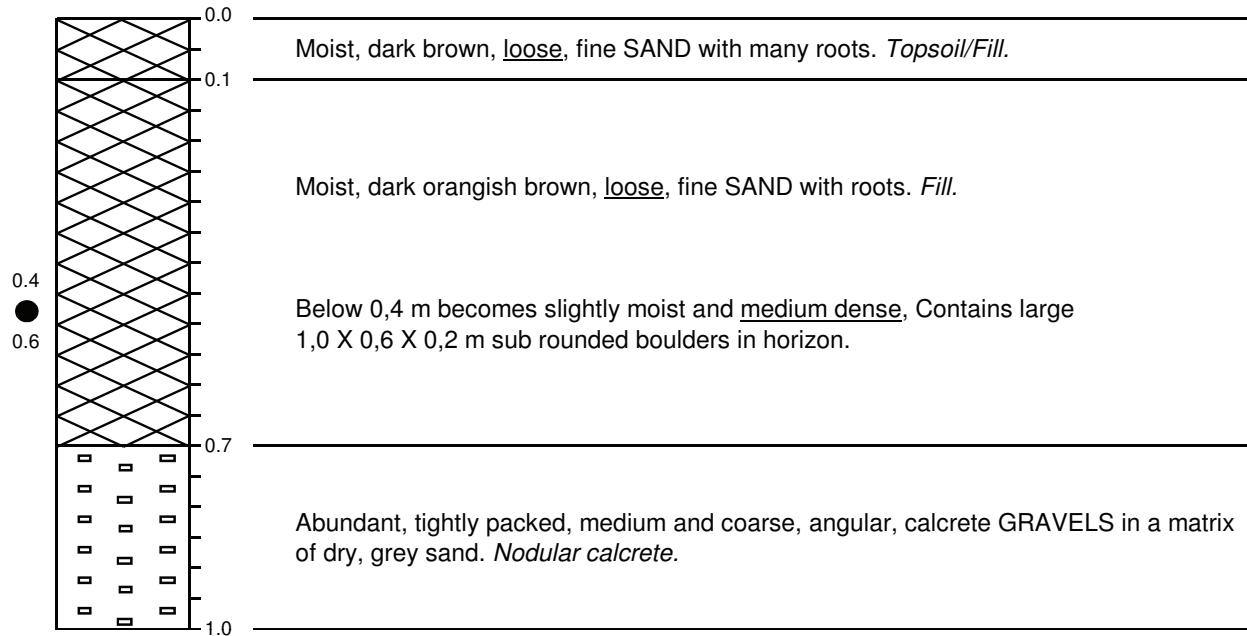 0.0
Moist, dark brown, loose, fine SAND with many roots. Topsoil/Fill.
0.1
Moist, dark orangish brown, loose, fine SAND with roots. Fill.
0.4
Below 0,4 m becomes slightly moist and medium dense, Contains large
0.6
1,0 X 0,6 X 0,2 m sub rounded boulders in horizon.
0.7
Abundant, tightly packed, medium and coarse, angular, calcrete GRAVELS in a matrix
of dry, grey sand. Nodular calcrete.
1.0